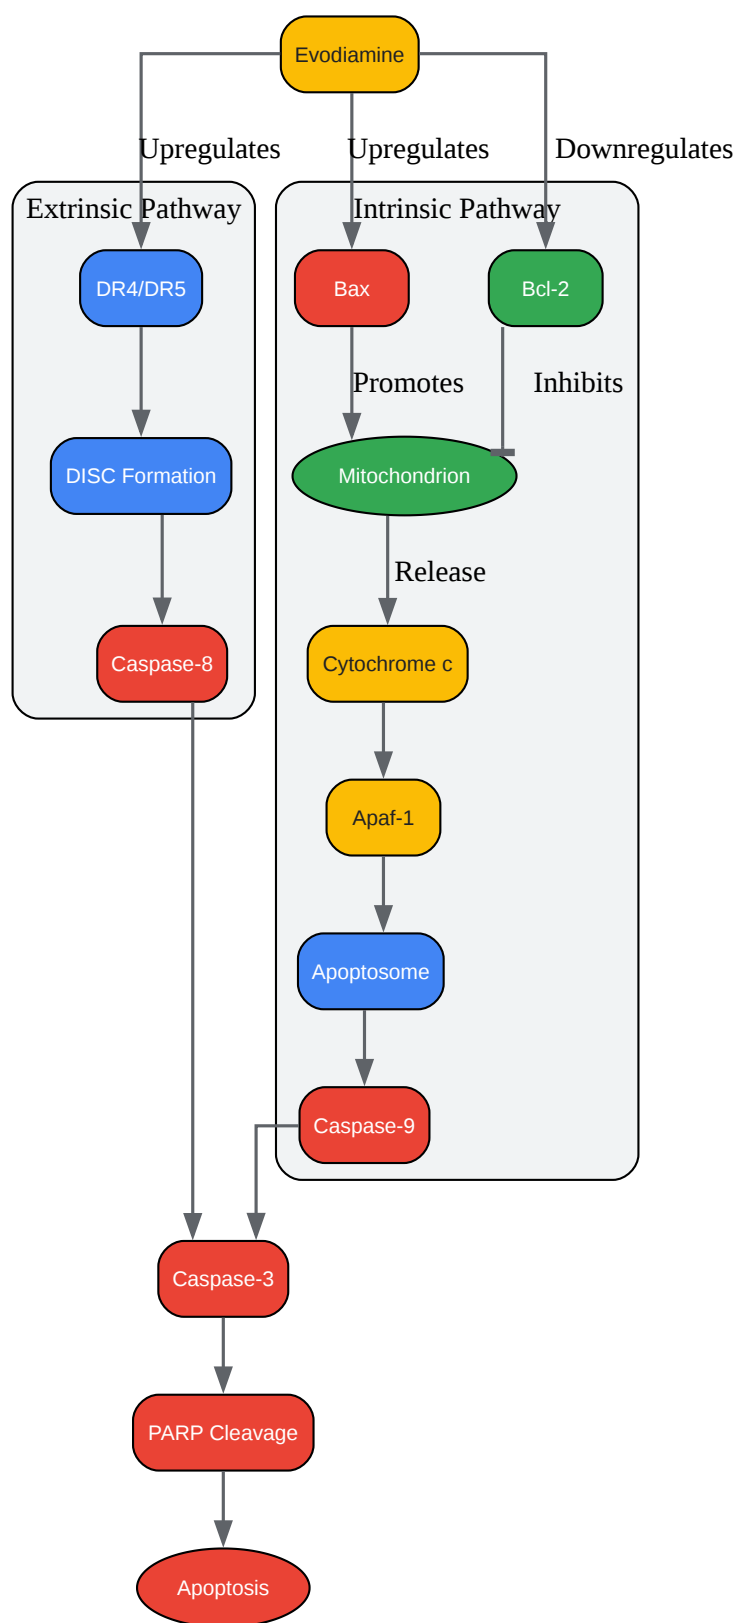 Evodiamine
Upregulates
Upregulates
Downregulates
Extrinsic Pathway
Intrinsic Pathway
DR4/DR5
Bax
Bcl-2
Promotes
Inhibits
DISC Formation
Mitochondrion
Release
Caspase-8
Cytochrome c
Apaf-1
Apoptosome
Caspase-9
Caspase-3
PARP Cleavage
Apoptosis